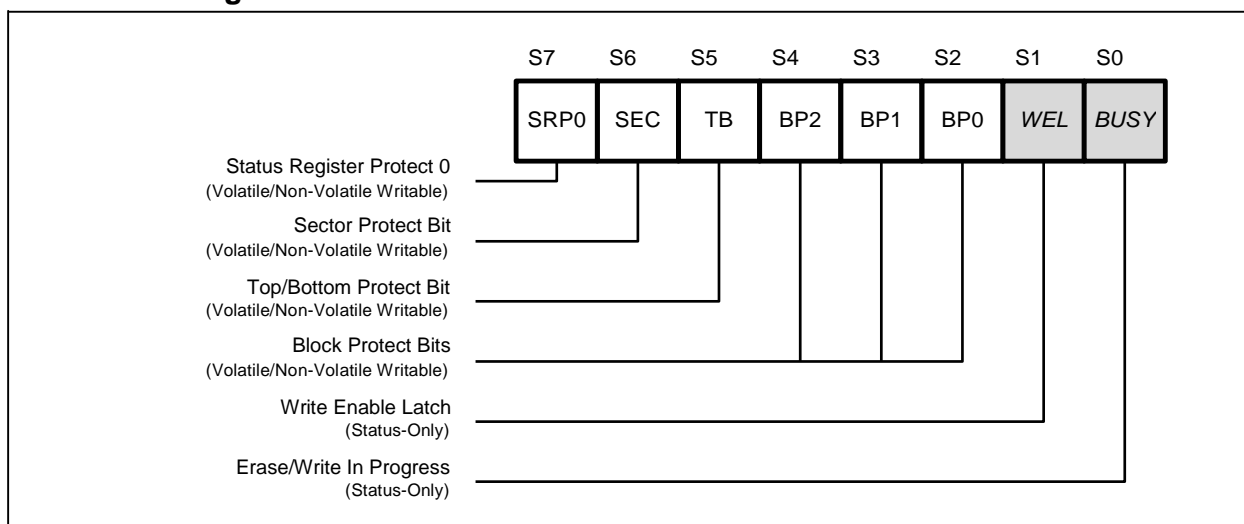 S7 S6 S5 S4 S3 S2 S1 S0
SRP0 SEC TB BP2 BP1 BP0 WEL BUSY
Status Register Protect 0
(Volatile/Non-Volatile Writable)
Sector Protect Bit
(Volatile/Non-Volatile Writable)
Top/Bottom Protect Bit
(Volatile/Non-Volatile Writable)
Block Protect Bits
(Volatile/Non-Volatile Writable)
Write Enable Latch
(Status-Only)
Erase/Write In Progress
(Status-Only)